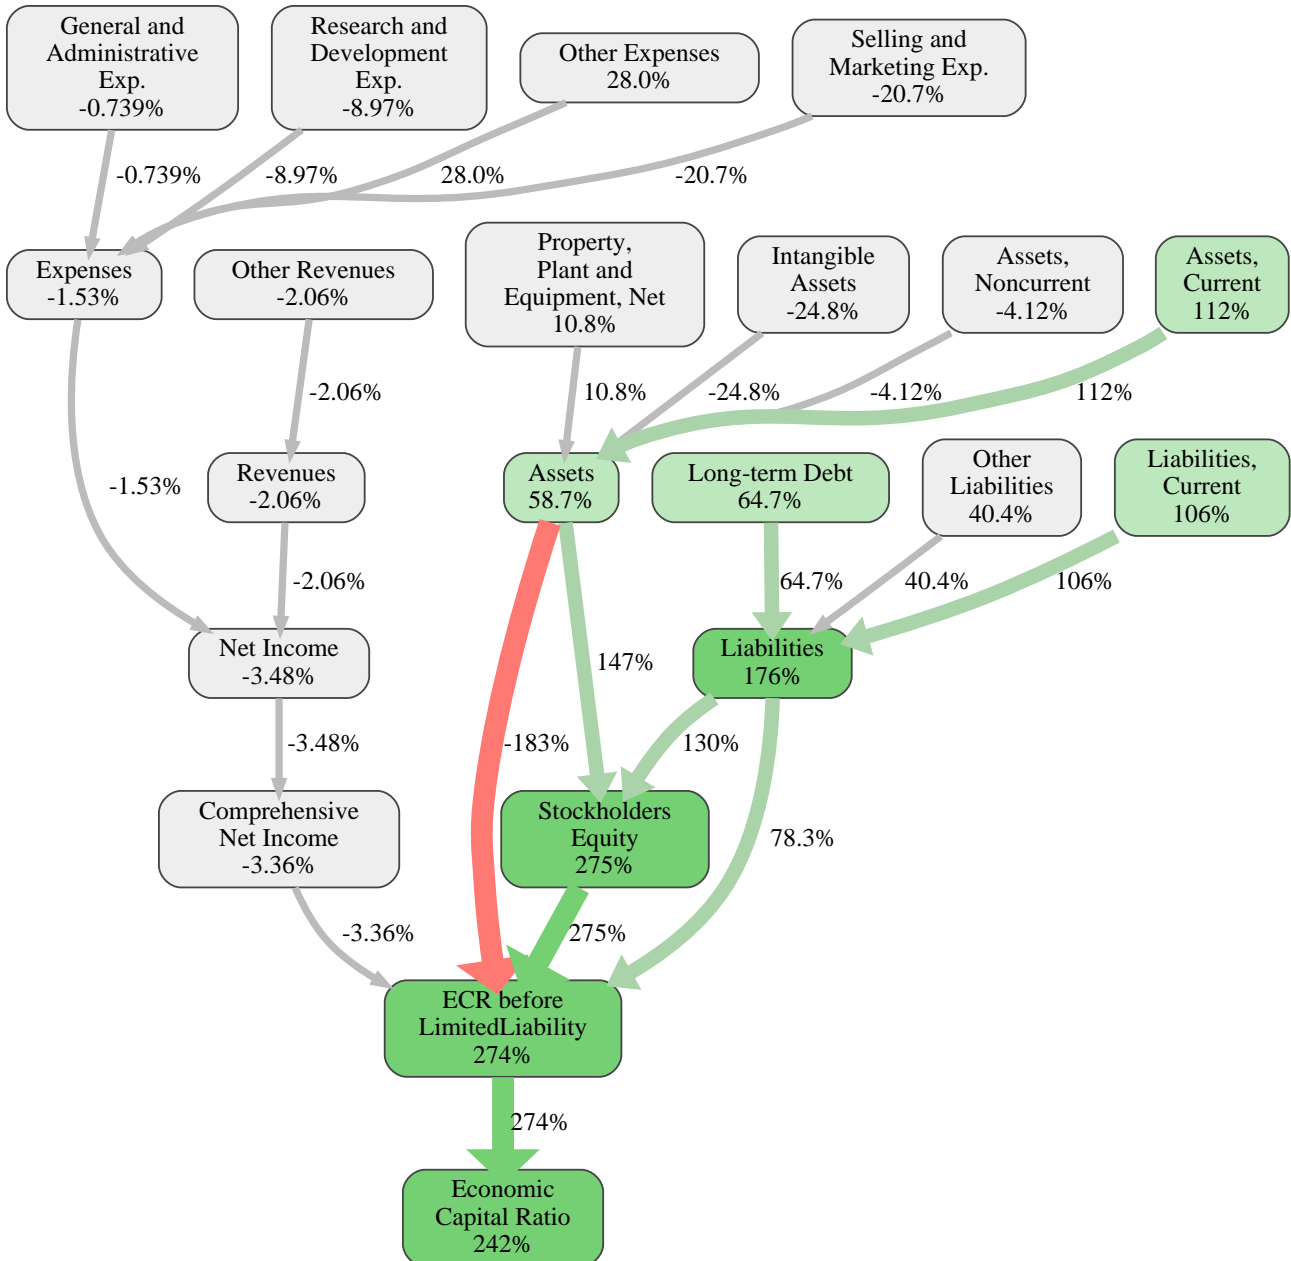 General and
Administrative
Exp.
-0.739%
Research and
Development
Exp.
-8.97%
Other Expenses
28.0%
Selling and
Marketing Exp.
-20.7%
-0.739%
-8.97%
28.0%
-20.7%
Expenses
-1.53%
Other Revenues
-2.06%
Property,
Plant and
Equipment, Net
10.8%
Intangible
Assets
-24.8%
Assets,
Noncurrent
-4.12%
Assets,
Current
112%
-2.06%
10.8%
-24.8%
-4.12%
112%
-1.53%
Revenues
-2.06%
Assets
58.7%
Long-term Debt
64.7%
Other
Liabilities
40.4%
Liabilities,
Current
106%
-2.06%
64.7%
40.4%
106%
Net Income
-3.48%
147%
Liabilities
176%
-3.48%
-183%
130%
Comprehensive
Net Income
-3.36%
Stockholders
Equity
275%
78.3%
-3.36%
275%
ECR before
LimitedLiability
274%
274%
Economic
Capital Ratio
242%